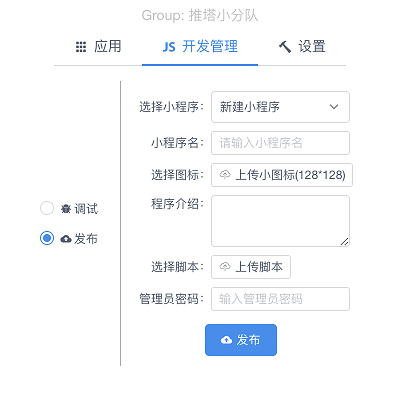 Group: 推塔小分队
应用 JS 开发管理 设置
选择小程序: 新建小程序
小程序名: 请输入小程序名
选择图标: 上传小图标(128*128)
程序介绍:
调试
发布
选择脚本: 上传脚本
管理员密码: 输入管理员密码
发布